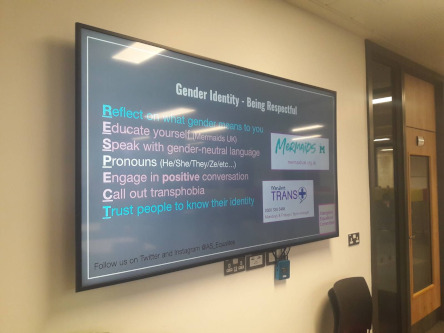 Gender Identity - Being Respectful
Reflect on what gender means to you
Educate yourself (Mermaids UK)
Speak with gender-neutral language
Pronouns (He/She/They/Ze/etc...)
Engage in positive conversation
Call out transphobia
Trust people to know their identity
MERMAIDS
TRANS
Follow us on Twitter and Instagram